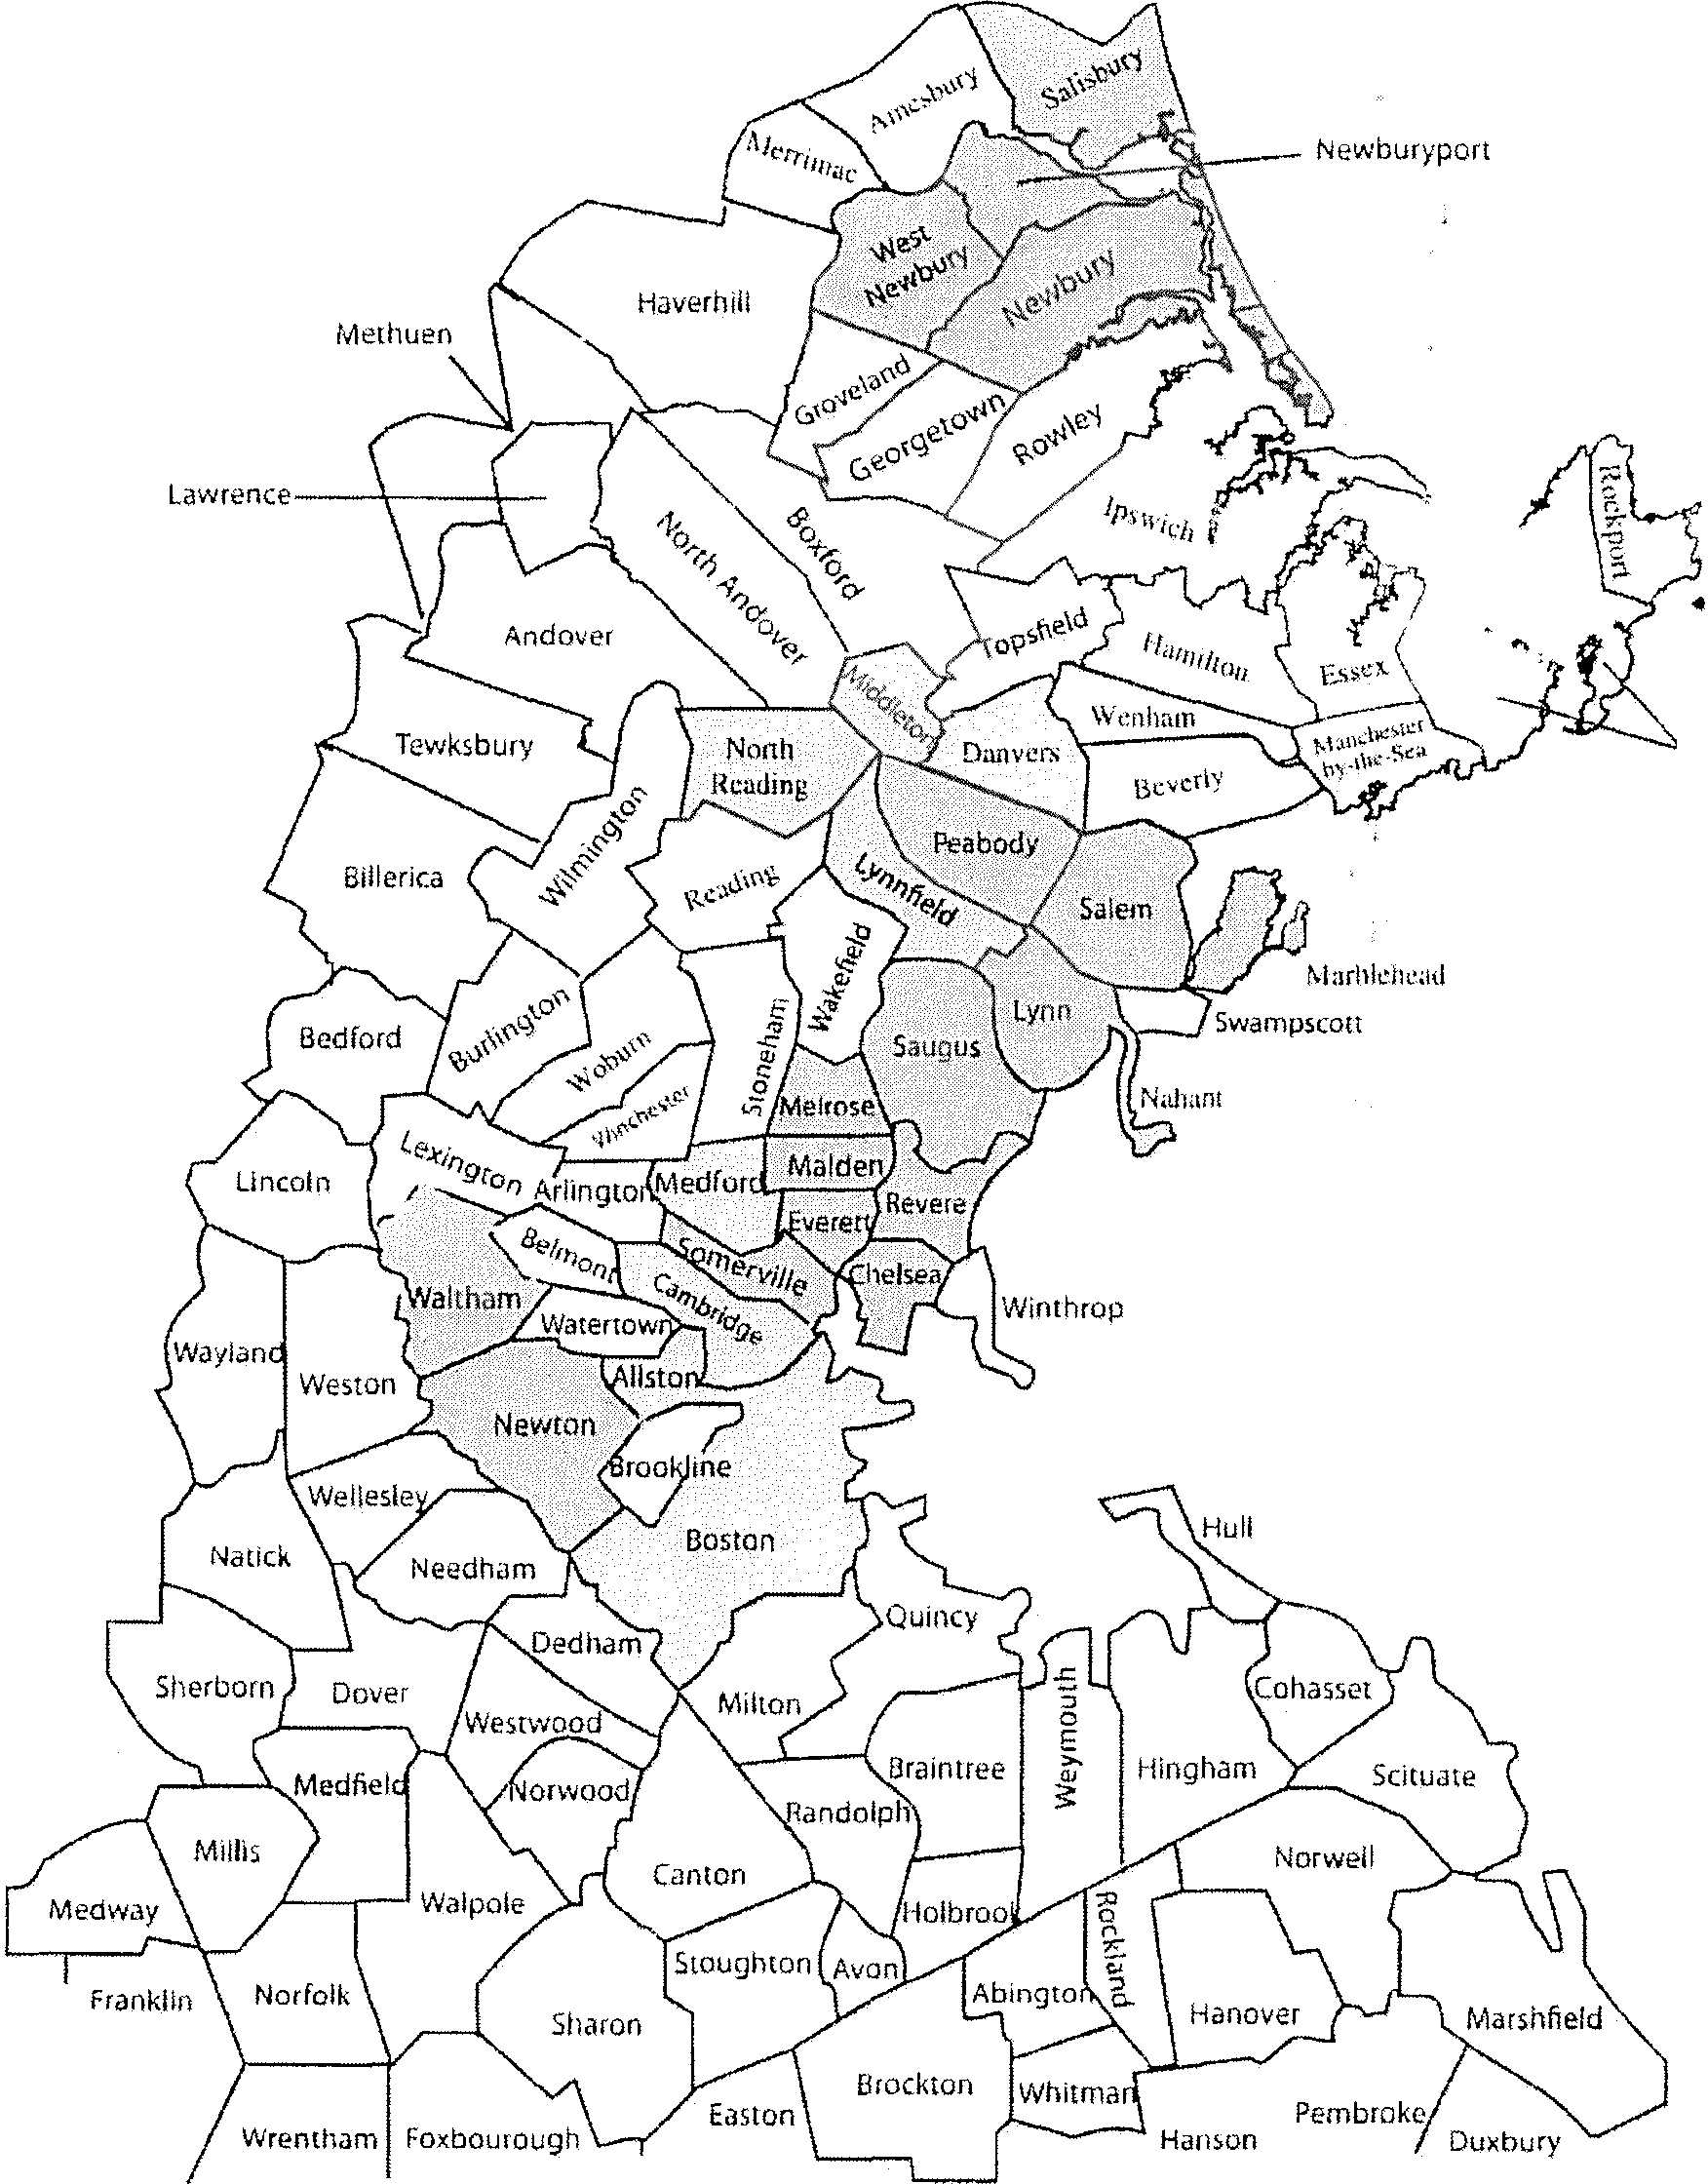 Salisbury
Amesbury
Merrimac
Newburyport
West
Newbury
Newbury
Haverhill
Methuen
Groveland
Georgetown
Rowley
Lawrence
Boxford
Ipswich
Rockport
North Andover
Andover
Topsfield
Hamilton
Essex
Middleton
Wenham
Manchester
by-the-Sea
Tewksbury
North
Reading
Danvers
Beverly
Peabody
Billerica
Wilmington
Reading
Lynnfield
Salem
Wakefield
Marblehead
Lynn
Swampscott
Bedford
Burlington
Woburn
Stoneham
Saugus
Winchester
Melrose
Nahant
Lexington
Malden
Lincoln
Arlington
Medford
Everett
Revere
Belmont
Somerville
Chelsea
Waltham
Cambridge
Winthrop
Watertown
Wayland
Weston
Allston
Newton
Brookline
Wellesley
Boston
Hull
Natick
Needham
Quincy
Dedham
Sherborn
Dover
Milton
Weymouth
Cohasset
Westwood
Medfield
Norwood
Braintree
Hingham
Scituate
Randolph
Millis
Canton
Norwell
Medway
Walpole
Holbrook
Rockland
Stoughton
Avon
Franklin
Norfolk
Abington
Sharon
Hanover
Marshfield
Brockton
Whitman
Easton
Pembroke
Wrentham
Foxbourough
Hanson
Duxbury